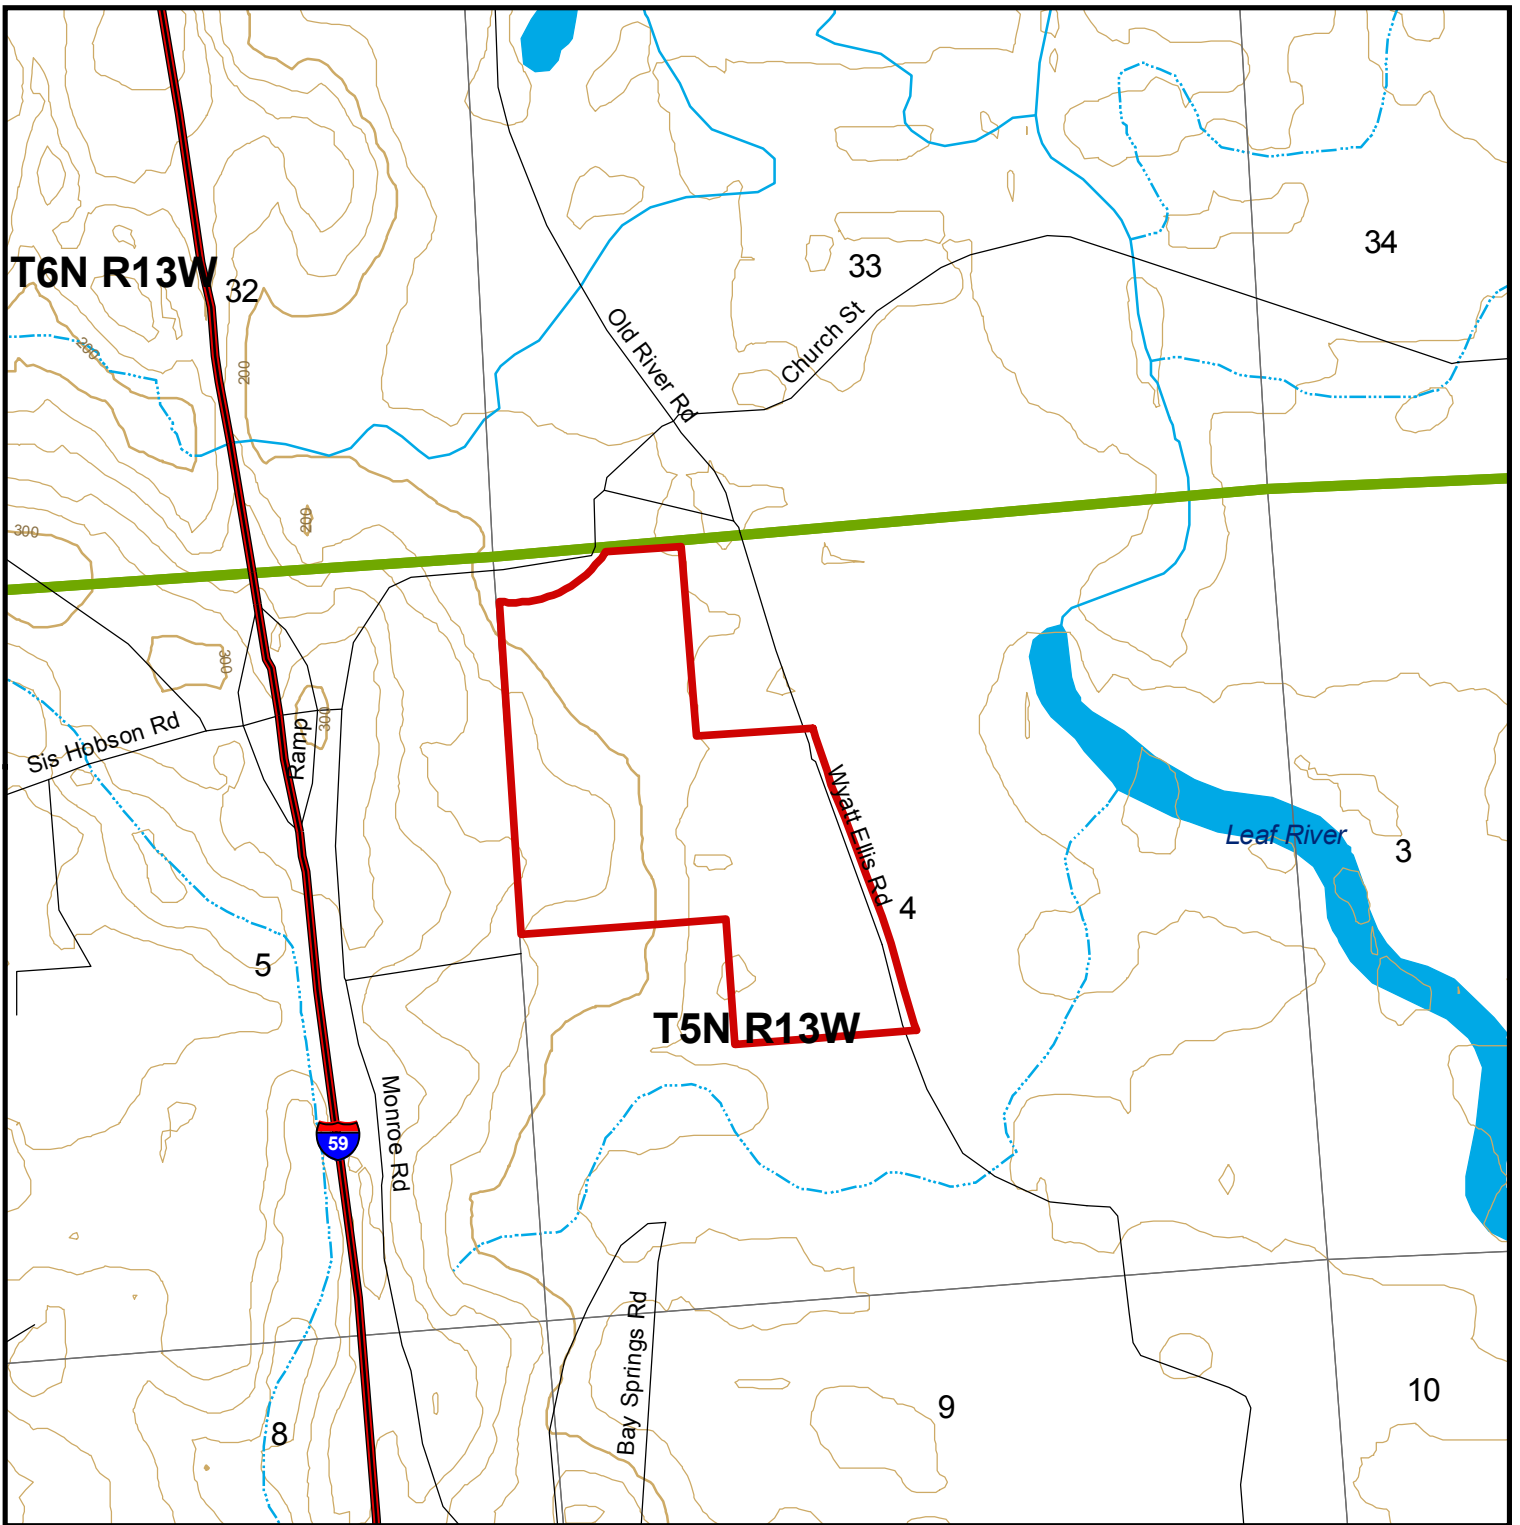 34
33
T6N R13W
32
Old River Rd
Church St
200
200
200
300
300
300
Sis Hobson Rd
Ramp
Wyatt Ellis Rd
Leaf River
3
4
5
T5N R13W
Monroe Rd
59
Bay Springs Rd
10
9
8